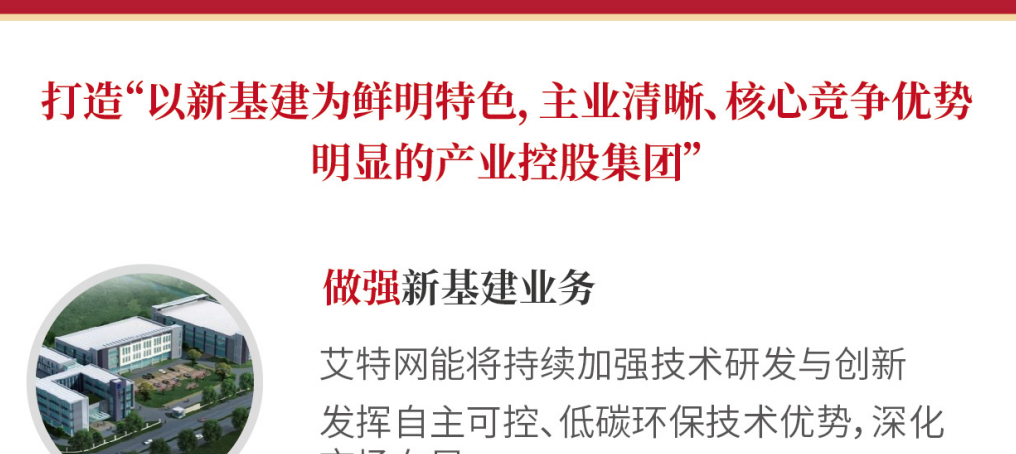 打造“以新基建为鲜明特色，主业清晰、核心竞争优势
明显的产业控股集团”
做强新基建业务
艾特网能将持续加强技术研发与创新
发挥自主可控、低碳环保技术优势，深化